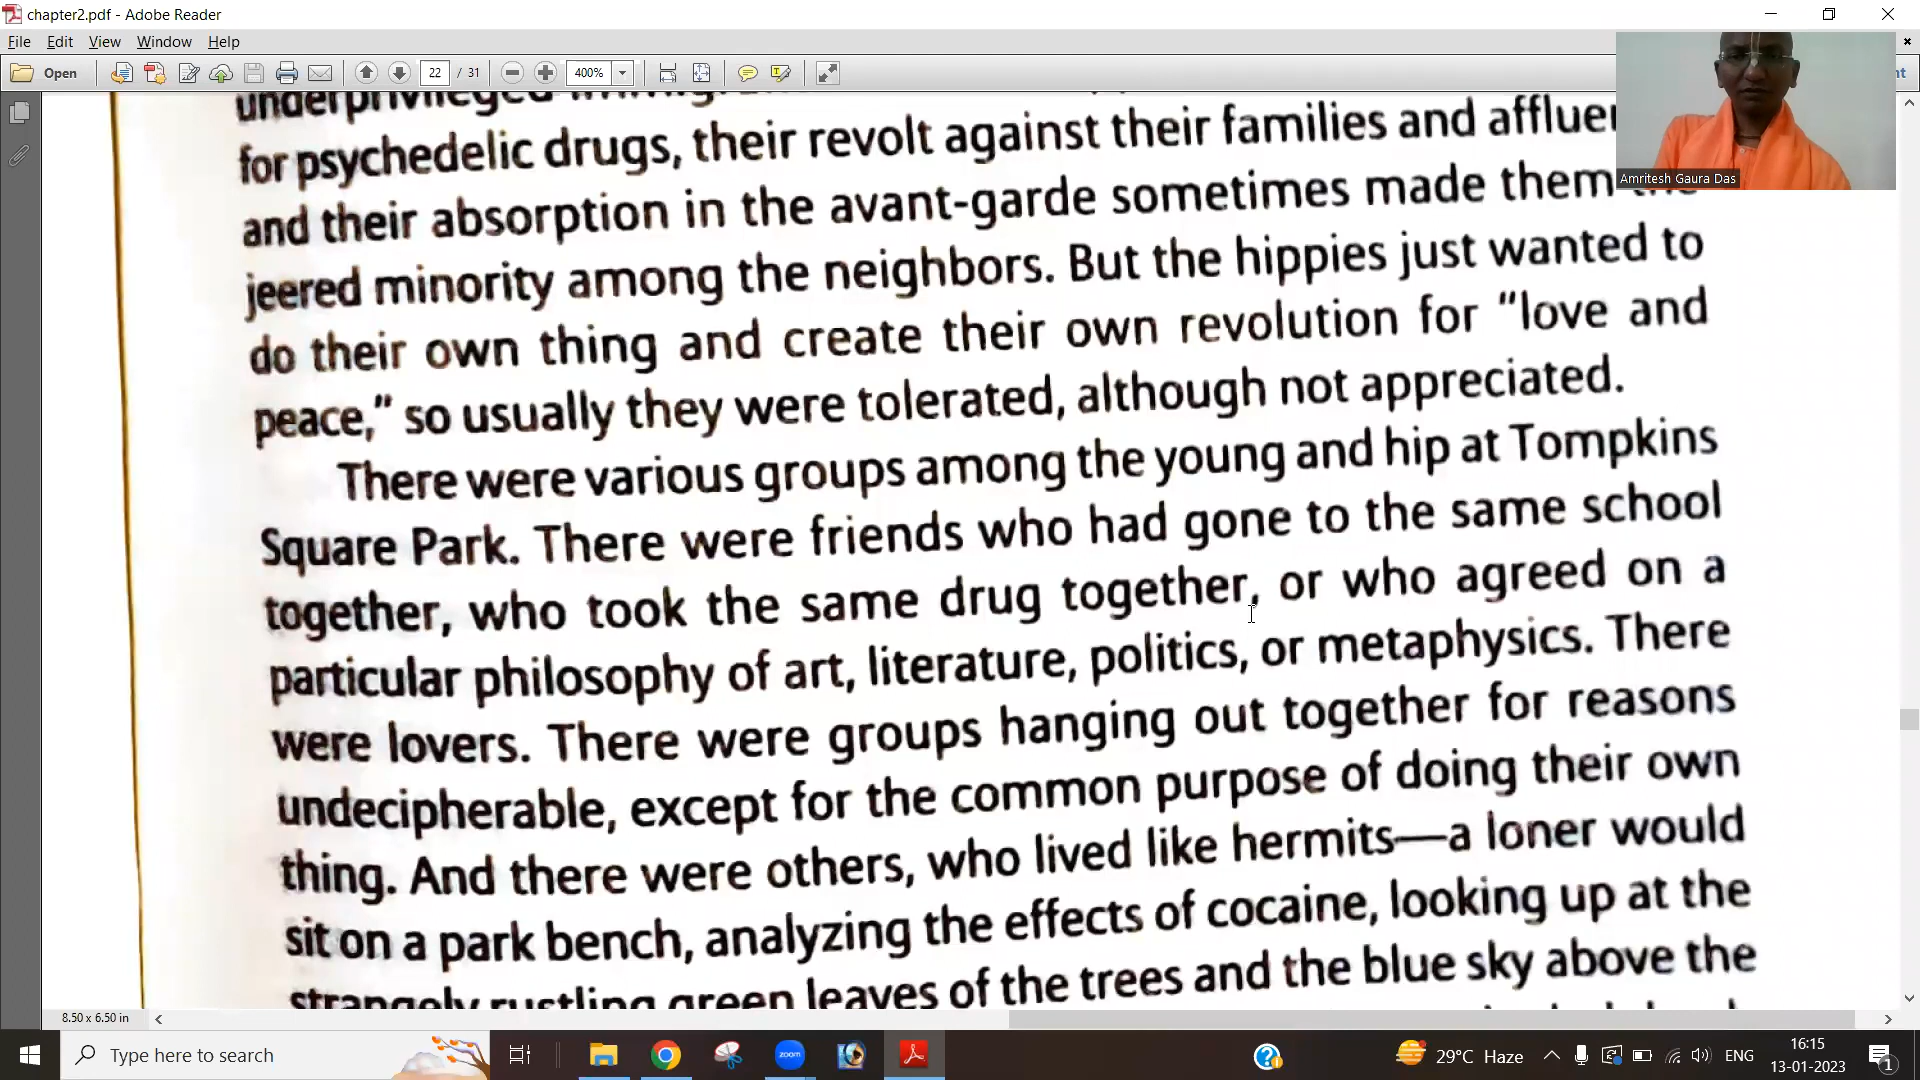 chapter2.pdf - Adobe Reader
File Edit View Window Help
Open 22 / 31 400%
Amritesh Gaura Das
underprivileged
for psychedelic drugs, their revolt against their families and
and their absorption in the avant-garde sometimes made them
jeered minority among the neighbors. But the hippies just wanted to
do their own thing and create their own revolution for “love and
peace,” so usually they were tolerated, although not appreciated.
There were various groups among the young and hip at Tompkins
Square Park. There were friends who had gone to the same school
together, who took the same drug together, or who agreed on a
particular philosophy of art, literature, politics, or metaphysics. There
were lovers. There were groups hanging out together for reasons
undecipherable, except for the common purpose of doing their own
thing. And there were others, who lived like hermits—a loner would
sit on a park bench, analyzing the effects of cocaine, looking up at the
strangely rustling green leaves of the trees and the blue sky above the
8.50 x 6.50 in
Type here to search
zoom
29°C Haze
ENG
16:15
13-01-2023
1